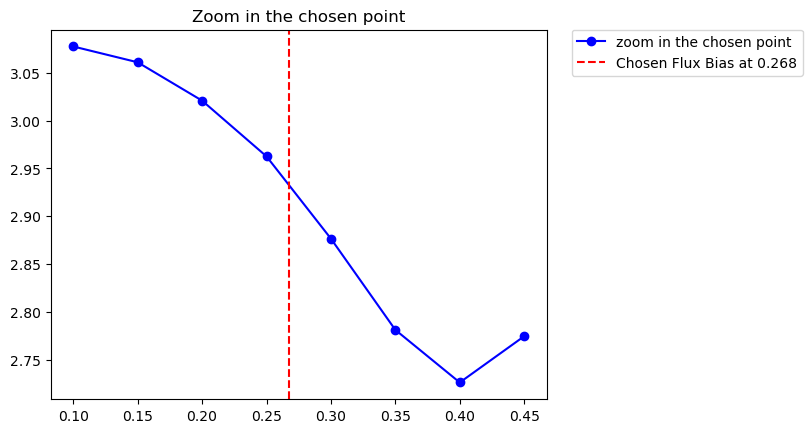 Zoom in the chosen point
zoom in the chosen point
Chosen Flux Bias at 0.268
3.05
3.00
2.95
2.90
2.85
2.80
2.75
0.10 0.15 0.20 0.25 0.30 0.35 0.40 0.45